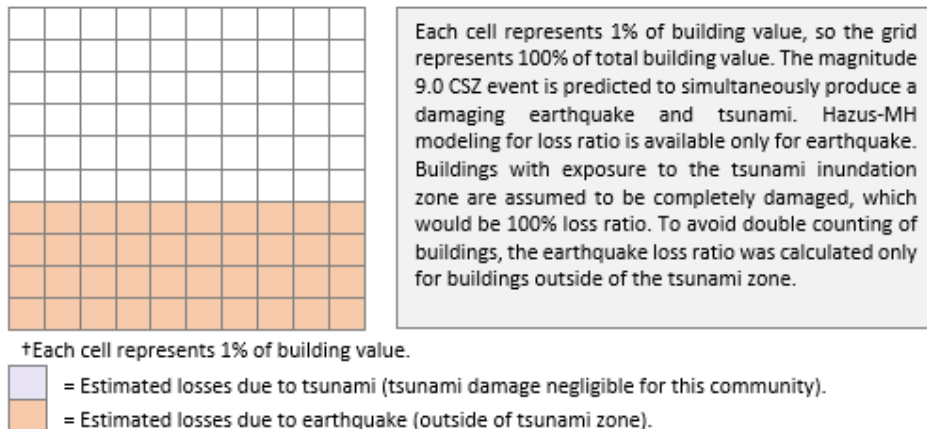 Each cell represents 1% of building value, so the grid
represents 100% of total building value. The magnitude
9.0 CSZ event is predicted to simultaneously produce a
damaging earthquake and tsunami. Hazus-MH
modeling for loss ratio is available only for earthquake.
Buildings with exposure to the tsunami inundation
zone are assumed to be completely damaged, which
would be 100% loss ratio. To avoid double counting of
buildings, the earthquake loss ratio was calculated only
for buildings outside of the tsunami zone.
†Each cell represents 1% of building value.
= Estimated losses due to tsunami (tsunami damage negligible for this community).
= Estimated losses due to earthquake (outside of tsunami zone).